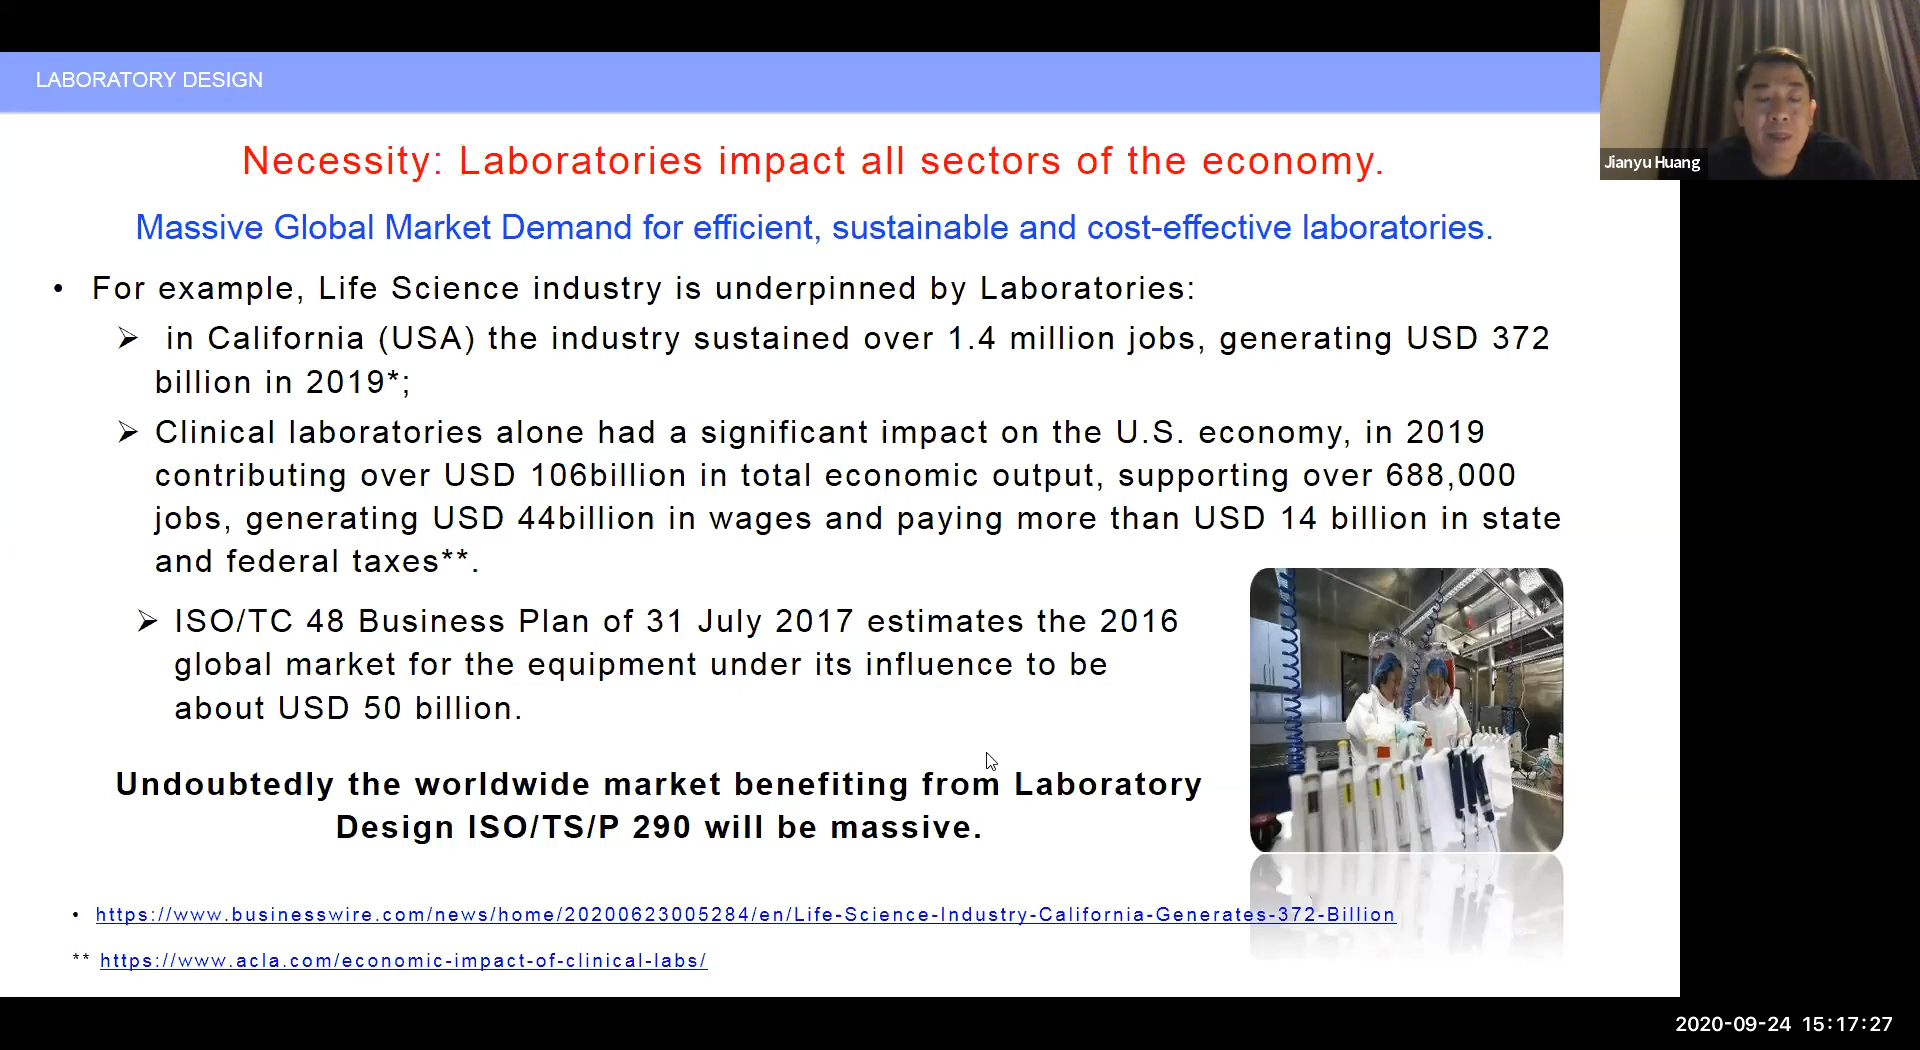 LABORATORY DESIGN
Jianyu Huang
Necessity: Laboratories impact all sectors of the economy.
Massive Global Market Demand for efficient, sustainable and cost-effective laboratories.
• For example, Life Science industry is underpinned by Laboratories:
➢ in California (USA) the industry sustained over 1.4 million jobs, generating USD 372
billion in 2019*;
➢ Clinical laboratories alone had a significant impact on the U.S. economy, in 2019
contributing over USD 106billion in total economic output, supporting over 688,000
jobs, generating USD 44billion in wages and paying more than USD 14 billion in state
and federal taxes**.
➢ ISO/TC 48 Business Plan of 31 July 2017 estimates the 2016
global market for the equipment under its influence to be
about USD 50 billion.
Undoubtedly the worldwide market benefiting from Laboratory
Design ISO/TS/P 290 will be massive.
• https://www.businesswire.com/news/home/20200623005284/en/Life-Science-Industry-California-Generates-372-Billion
** https://www.acla.com/economic-impact-of-clinical-labs/
2020-09-24 15:17:27